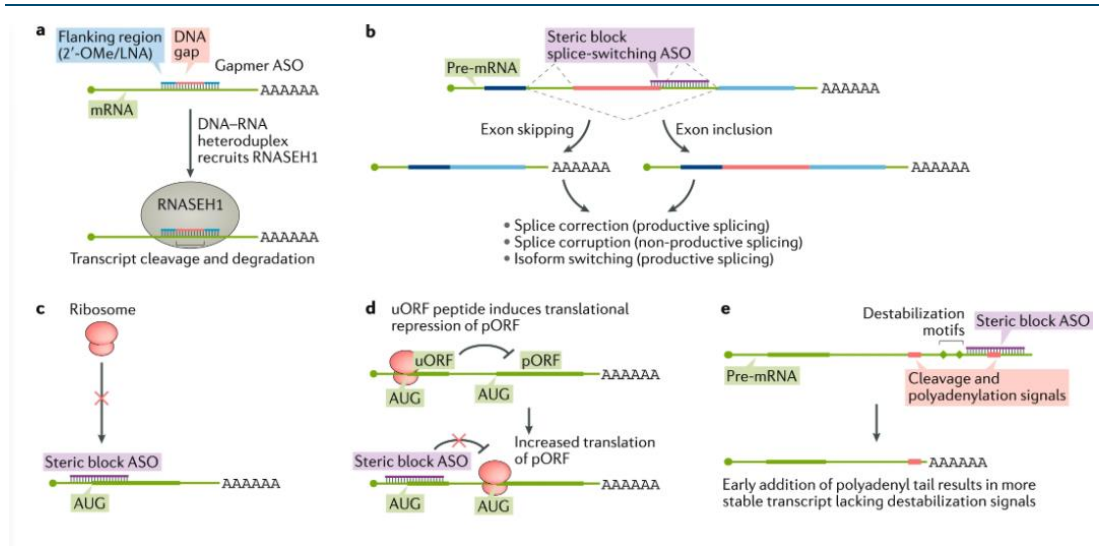 a
Flanking region
(2′-OMe/LNA)
DNA
gap
Gapmer ASO
AAAAAA
mRNA
DNA–RNA
heteroduplex
recruits RNASEH1
RNASEH1
AAAAAA
Transcript cleavage and degradation
b
Steric block
splice-switching ASO
Pre-mRNA
AAAAAA
Exon skipping
Exon inclusion
AAAAAA
AAAAAA
• Splice correction (productive splicing)
• Splice corruption (non-productive splicing)
• Isoform switching (productive splicing)
c
Ribosome
Steric block ASO
AAAAAA
AUG
d
uORF peptide induces translational
repression of pORF
uORF
pORF
AAAAAA
AUG
AUG
Increased translation
of pORF
Steric block ASO
AAAAAA
AUG
AUG
e
Destabilization
motifs
Steric block ASO
Pre-mRNA
Cleavage and
polyadenylation signals
AAAAAA
Early addition of polyadenyl tail results in more
stable transcript lacking destabilization signals